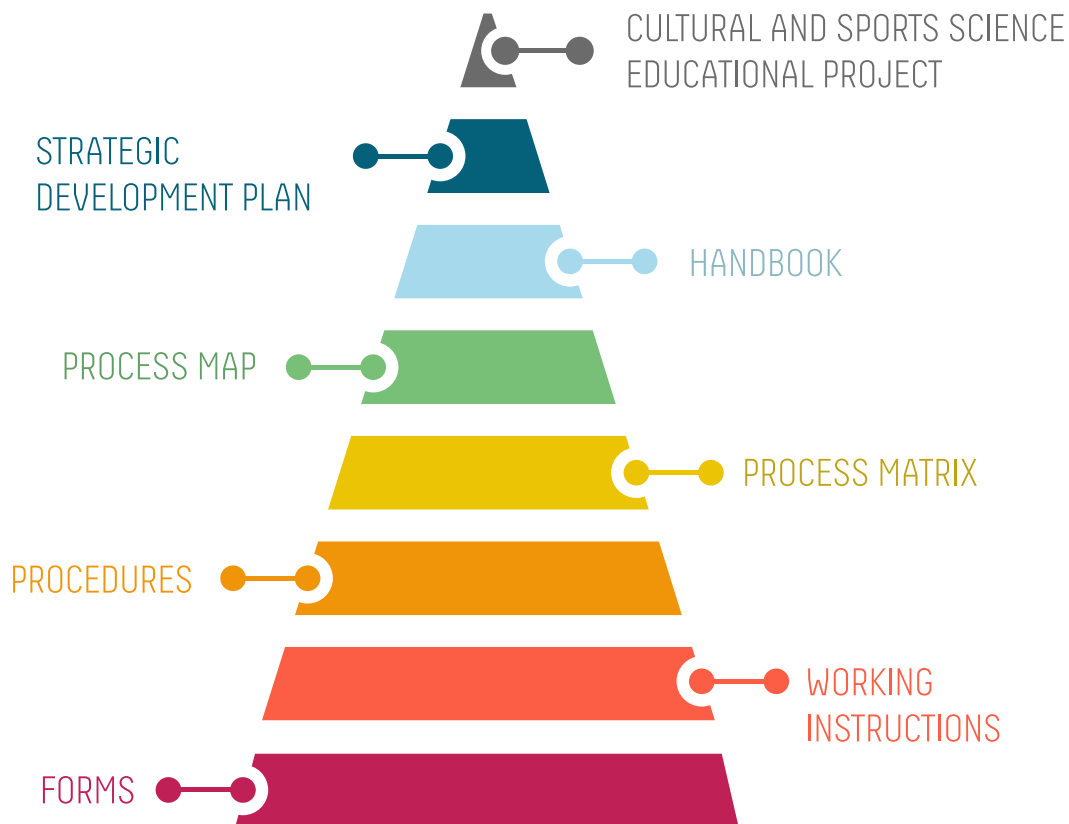 CULTURAL AND SPORTS SCIENCE
EDUCATIONAL PROJECT
STRATEGIC
DEVELOPMENT PLAN
HANDBOOK
PROCESS MAP
PROCESS MATRIX
PROCEDURES
WORKING
INSTRUCTIONS
FORMS